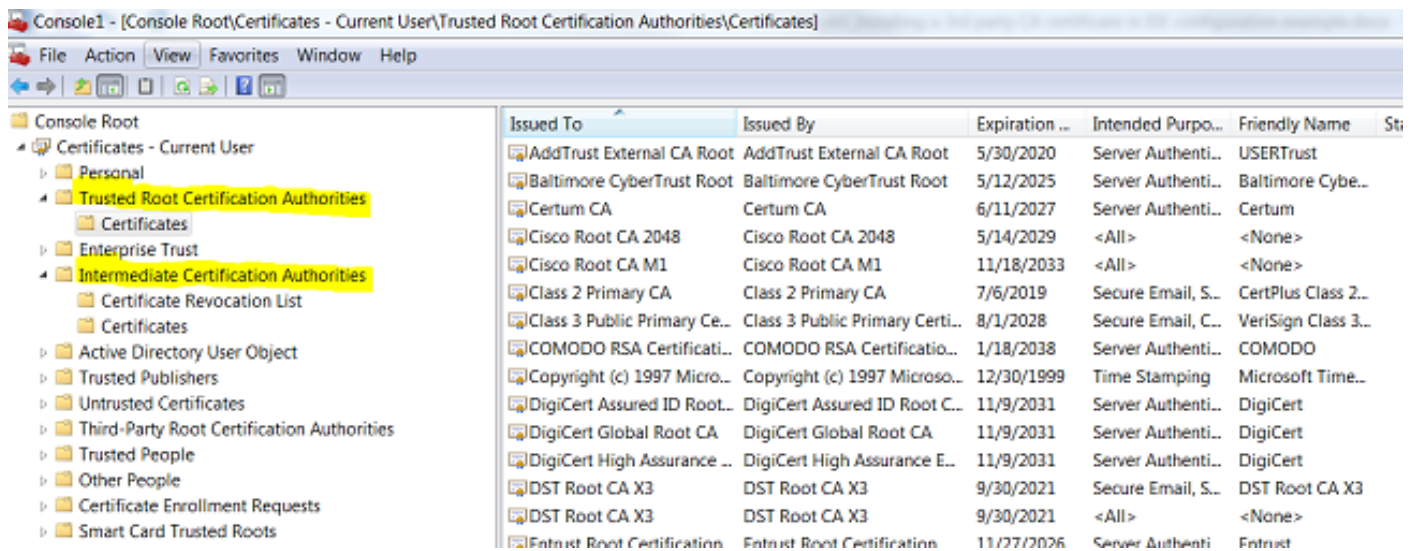 Console1 - [Console Root\Certificates - Current User\Trusted Root Certification Authorities\Certificates]
File Action View Favorites Window Help
Console Root
Certificates - Current User
Personal
Trusted Root Certification Authorities
Certificates
Enterprise Trust
Intermediate Certification Authorities
Certificate Revocation List
Certificates
Active Directory User Object
Trusted Publishers
Untrusted Certificates
Third-Party Root Certification Authorities
Trusted People
Other People
Certificate Enrollment Requests
Smart Card Trusted Roots
Issued To Issued By Expiration ... Intended Purpo... Friendly Name Sta
AddTrust External CA Root AddTrust External CA Root 5/30/2020 Server Authenti... USERTrust
Baltimore CyberTrust Root Baltimore CyberTrust Root 5/12/2025 Server Authenti... Baltimore Cybe...
Certum CA Certum CA 6/11/2027 Server Authenti... Certum
Cisco Root CA 2048 Cisco Root CA 2048 5/14/2029 <All> <None>
Cisco Root CA M1 Cisco Root CA M1 11/18/2033 <All> <None>
Class 2 Primary CA Class 2 Primary CA 7/6/2019 Secure Email, S... CertPlus Class 2...
Class 3 Public Primary Ce... Class 3 Public Primary Certi... 8/1/2028 Secure Email, C... VeriSign Class 3...
COMODO RSA Certificati... COMODO RSA Certificatio... 1/18/2038 Server Authenti... COMODO
Copyright (c) 1997 Micro... Copyright (c) 1997 Microso... 12/30/1999 Time Stamping Microsoft Time...
DigiCert Assured ID Root... DigiCert Assured ID Root C... 11/9/2031 Server Authenti... DigiCert
DigiCert Global Root CA DigiCert Global Root CA 11/9/2031 Server Authenti... DigiCert
DigiCert High Assurance ... DigiCert High Assurance E... 11/9/2031 Server Authenti... DigiCert
DST Root CA X3 DST Root CA X3 9/30/2021 Secure Email, S... DST Root CA X3
DST Root CA X3 DST Root CA X3 9/30/2021 <All> <None>
Entrust Root Certification Entrust Root Certification 11/27/2026 Server Authenti Entrust